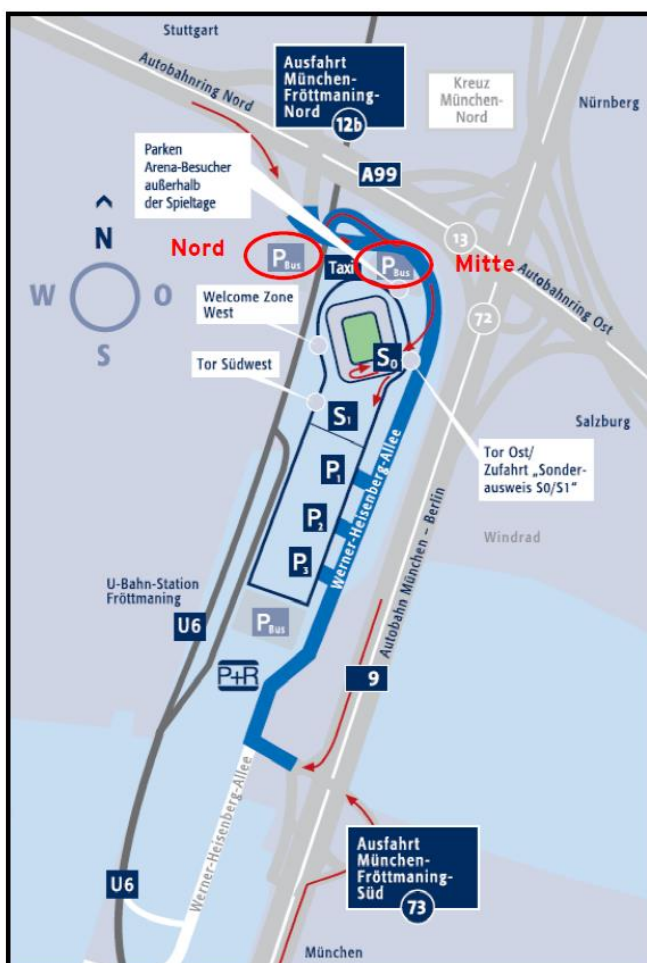 Stuttgart
Autobahnring Nord
Ausfahrt
München-
Fröttmaning-
Nord
12b
Kreuz
München-
Nord
Nürnberg
Parken
Arena-Besucher
außerhalb
der Spieltage
A99
N
W O
S
Nord
P Bus
Taxi
P Bus
Mitte
13
Autobahnring Ost
72
Welcome Zone
West
Tor Südwest
S0
S1
Salzburg
Tor Ost/
Zufahrt „Sonder-
ausweis S0/S1“
P1
P2
P3
Werner-Heisenberg-Allee
Autobahn München – Berlin
Windrad
U-Bahn-Station
Fröttmaning
U6
P Bus
P+R
9
Werner-Heisenberg-Allee
Ausfahrt
München-
Fröttmaning-
Süd
73
U6
München